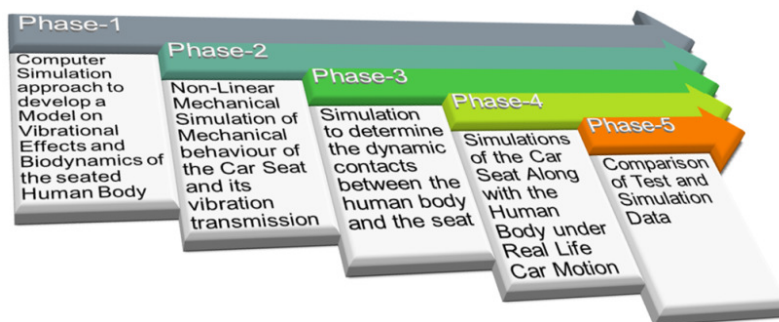 Phase-1
Computer
Simulation
approach to
develop a
Model on
Vibrational
Effects and
Biodynamics of
the seated
Human Body
Phase-2
Non-Linear
Mechanical
Simulation of
Mechanical
behaviour of
the Car Seat
and its
vibration
transmission
Phase-3
Simulation
to determine
the dynamic
contacts
between the
human body
and the seat
Phase-4
Simulations
of the Car
Seat Along
with the
Human
Body under
Real Life
Car Motion
Phase-5
Comparison
of Test and
Simulation
Data